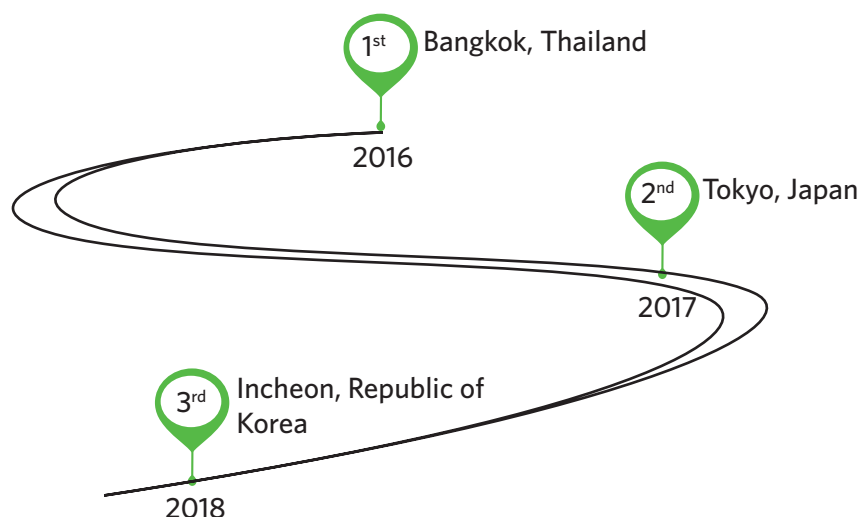 1st
Bangkok, Thailand
2016
2nd
Tokyo, Japan
2017
3rd
Incheon, Republic of
Korea
2018